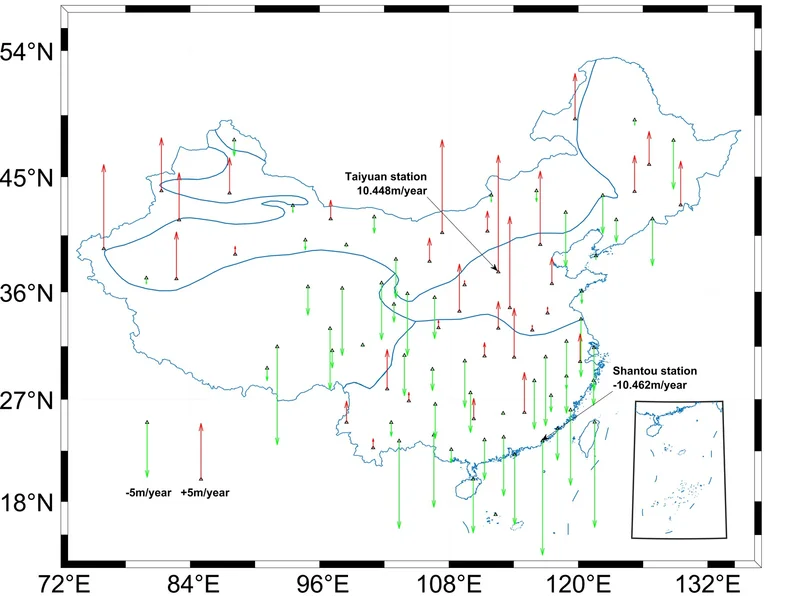 54°N
45°N
36°N
27°N
18°N
Taiyuan station
10.448m/year
Shantou station
-10.462m/year
-5m/year +5m/year
72°E 84°E 96°E 108°E 120°E 132°E